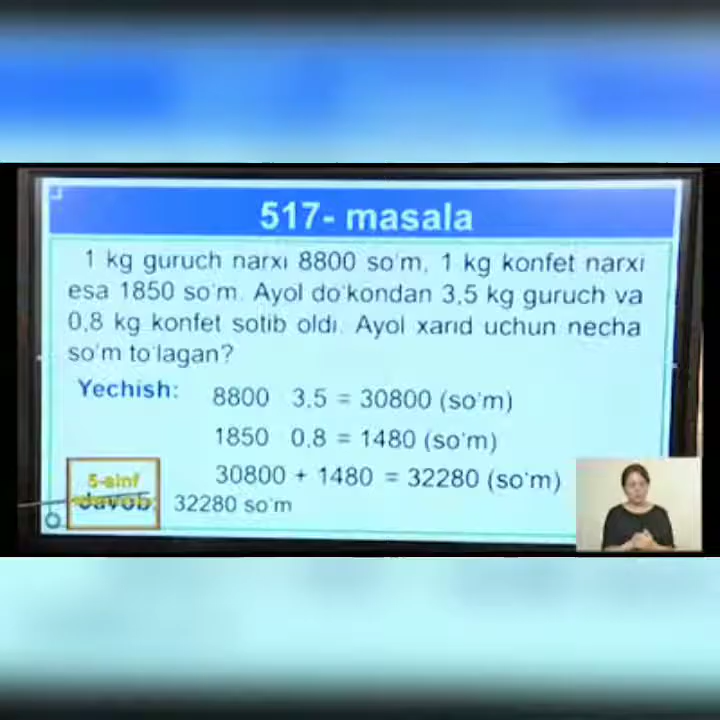 517- masala
1 kg guruch narxi 8800 so'm, 1 kg konfet narxi
esa 1850 so'm. Ayol do'kondan 3,5 kg guruch va
0,8 kg konfet sotib oldi. Ayol xarid uchun necha
so'm to'lagan?
Yechish:
8800 3,5 = 30800 (so'm)
1850 0,8 = 1480 (so'm)
30800 + 1480 = 32280 (so'm)
5-sinf
Javob: 32280 so'm